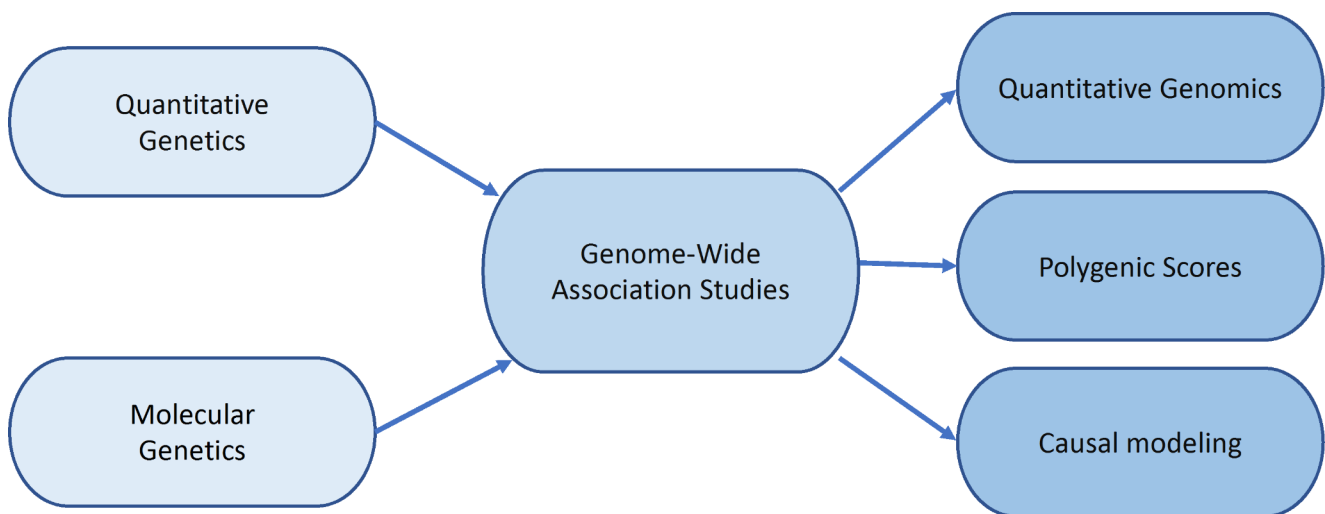 Quantitative
Genetics
Molecular
Genetics
Genome-Wide
Association Studies
Quantitative Genomics
Polygenic Scores
Causal modeling